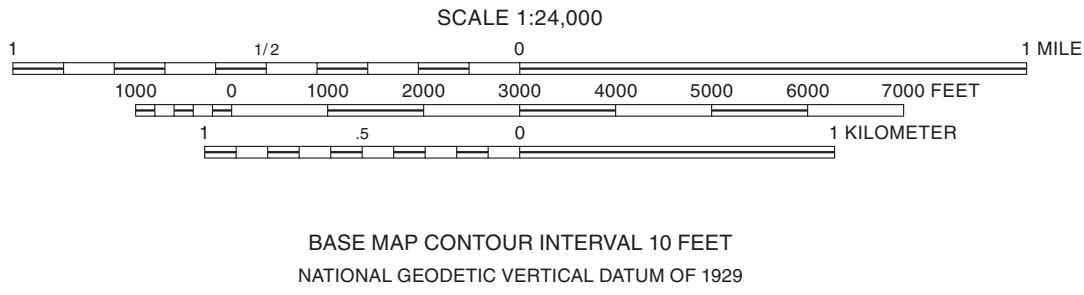 SCALE 1:24,000
1 1/2 0 1 MILE
1000 0 1000 2000 3000 4000 5000 6000 7000 FEET
1 .5 0 1 KILOMETER
BASE MAP CONTOUR INTERVAL 10 FEET
NATIONAL GEODETIC VERTICAL DATUM OF 1929